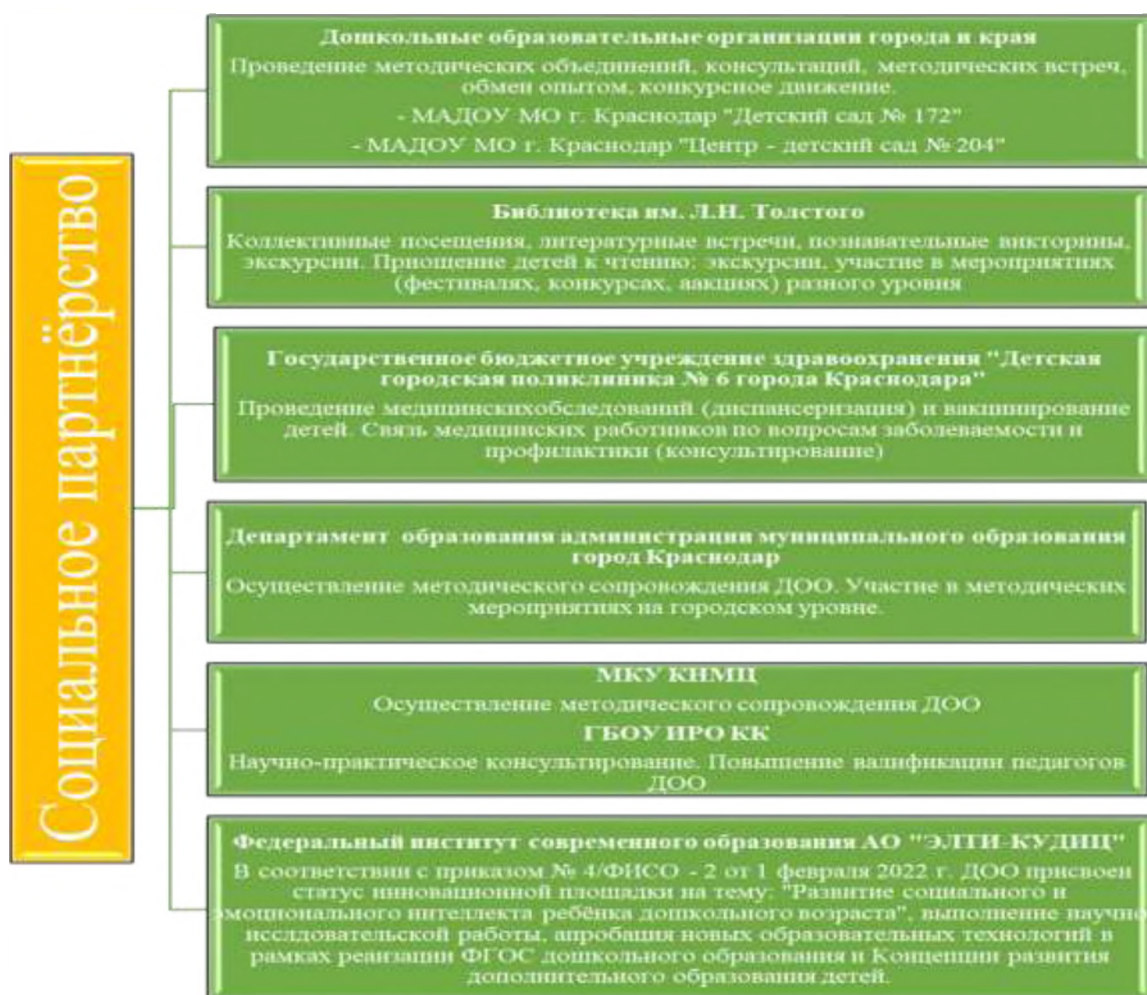 Социальное партнёрство
Дошкольные образовательные организации города и края
Проведение методических объединений, консультаций, методических встреч,
обмен опытом, конкурсное движение.
- МАДОУ МО г. Краснодар "Детский сад № 172"
- МАДОУ МО г. Краснодар "Центр - детский сад № 204"
Библиотека им. Л.Н. Толстого
Коллективные посещения, литературные встречи, познавательные викторины,
экскурсии. Приощение детей к чтению: экскурсии, участие в мероприятиях
(фестивалях, конкурсах, аакциях) разного уровня
Государственное бюджетное учреждение здравоохранения "Детская
городская поликлиника № 6 города Краснодара"
Проведение медицинскихобследований (диспнсеризация) и вакцинирование
детей. Связь медицинских работников по вопросам заболеваемости и
профилактики (консультирование)
Департамент образования администрации муниципального образования
город Краснодар
Осуществление методического сопровождения ДОО. Участие в методических
мероприятиях на городском уровне.
МКУ КНМЦ
Осуществление методического сопровождения ДОО
ГБОУ ИРО КК
Научно-практическое консультирование. Повышение валификации педагогов
ДОО
Федеральный институт современного образования АО "ЭЛТИ-КУДИЦ"
В соответствии с приказом № 4/ФИСО - 2 от 1 февраля 2022 г. ДОО присвоен
статус инновационной площадки на тему: "Развитие социального и
эмоционального интеллекта ребёнка дошкольного возраста", выполнение научно
исслдовательской работы, апробация новых образовательных технологий в
рамках реаизации ФГОС дошкольного образования и Концепции развития
дополнительного образования детей.